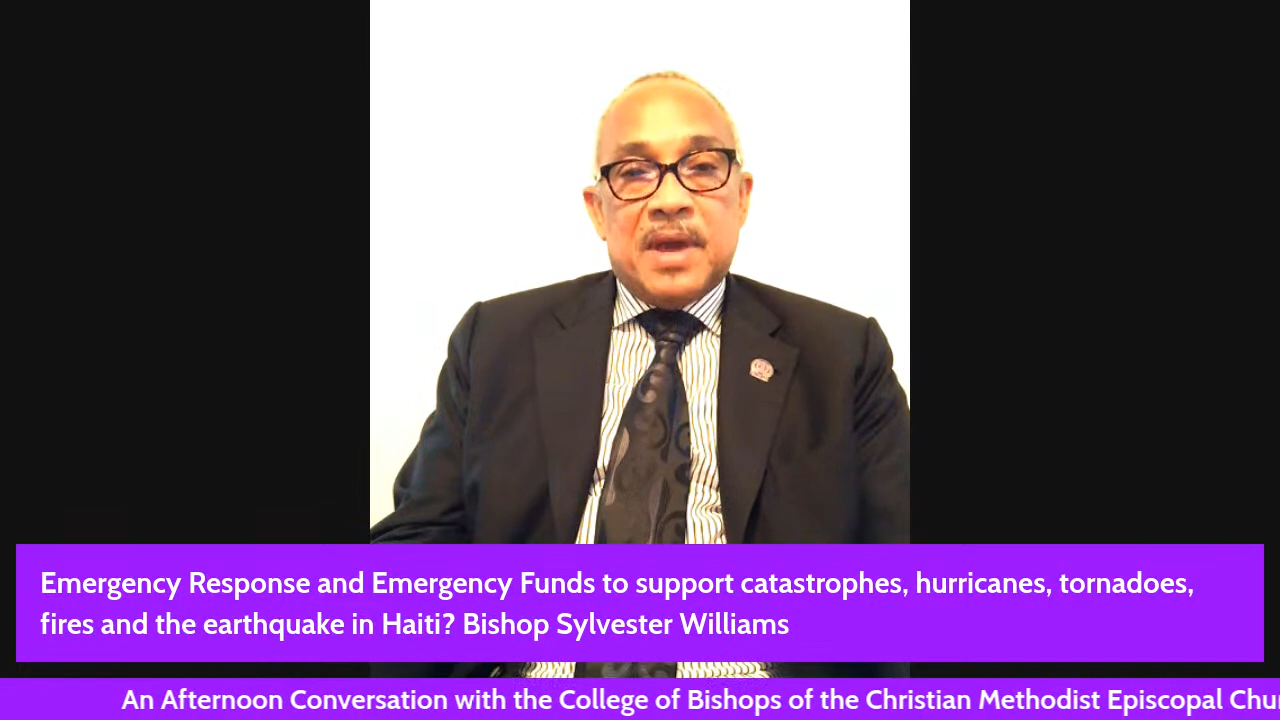 Emergency Response and Emergency Funds to support catastrophes, hurricanes, tornadoes,
fires and the earthquake in Haiti? Bishop Sylvester Williams
An Afternoon Conversation with the College of Bishops of the Christian Methodist Episcopal